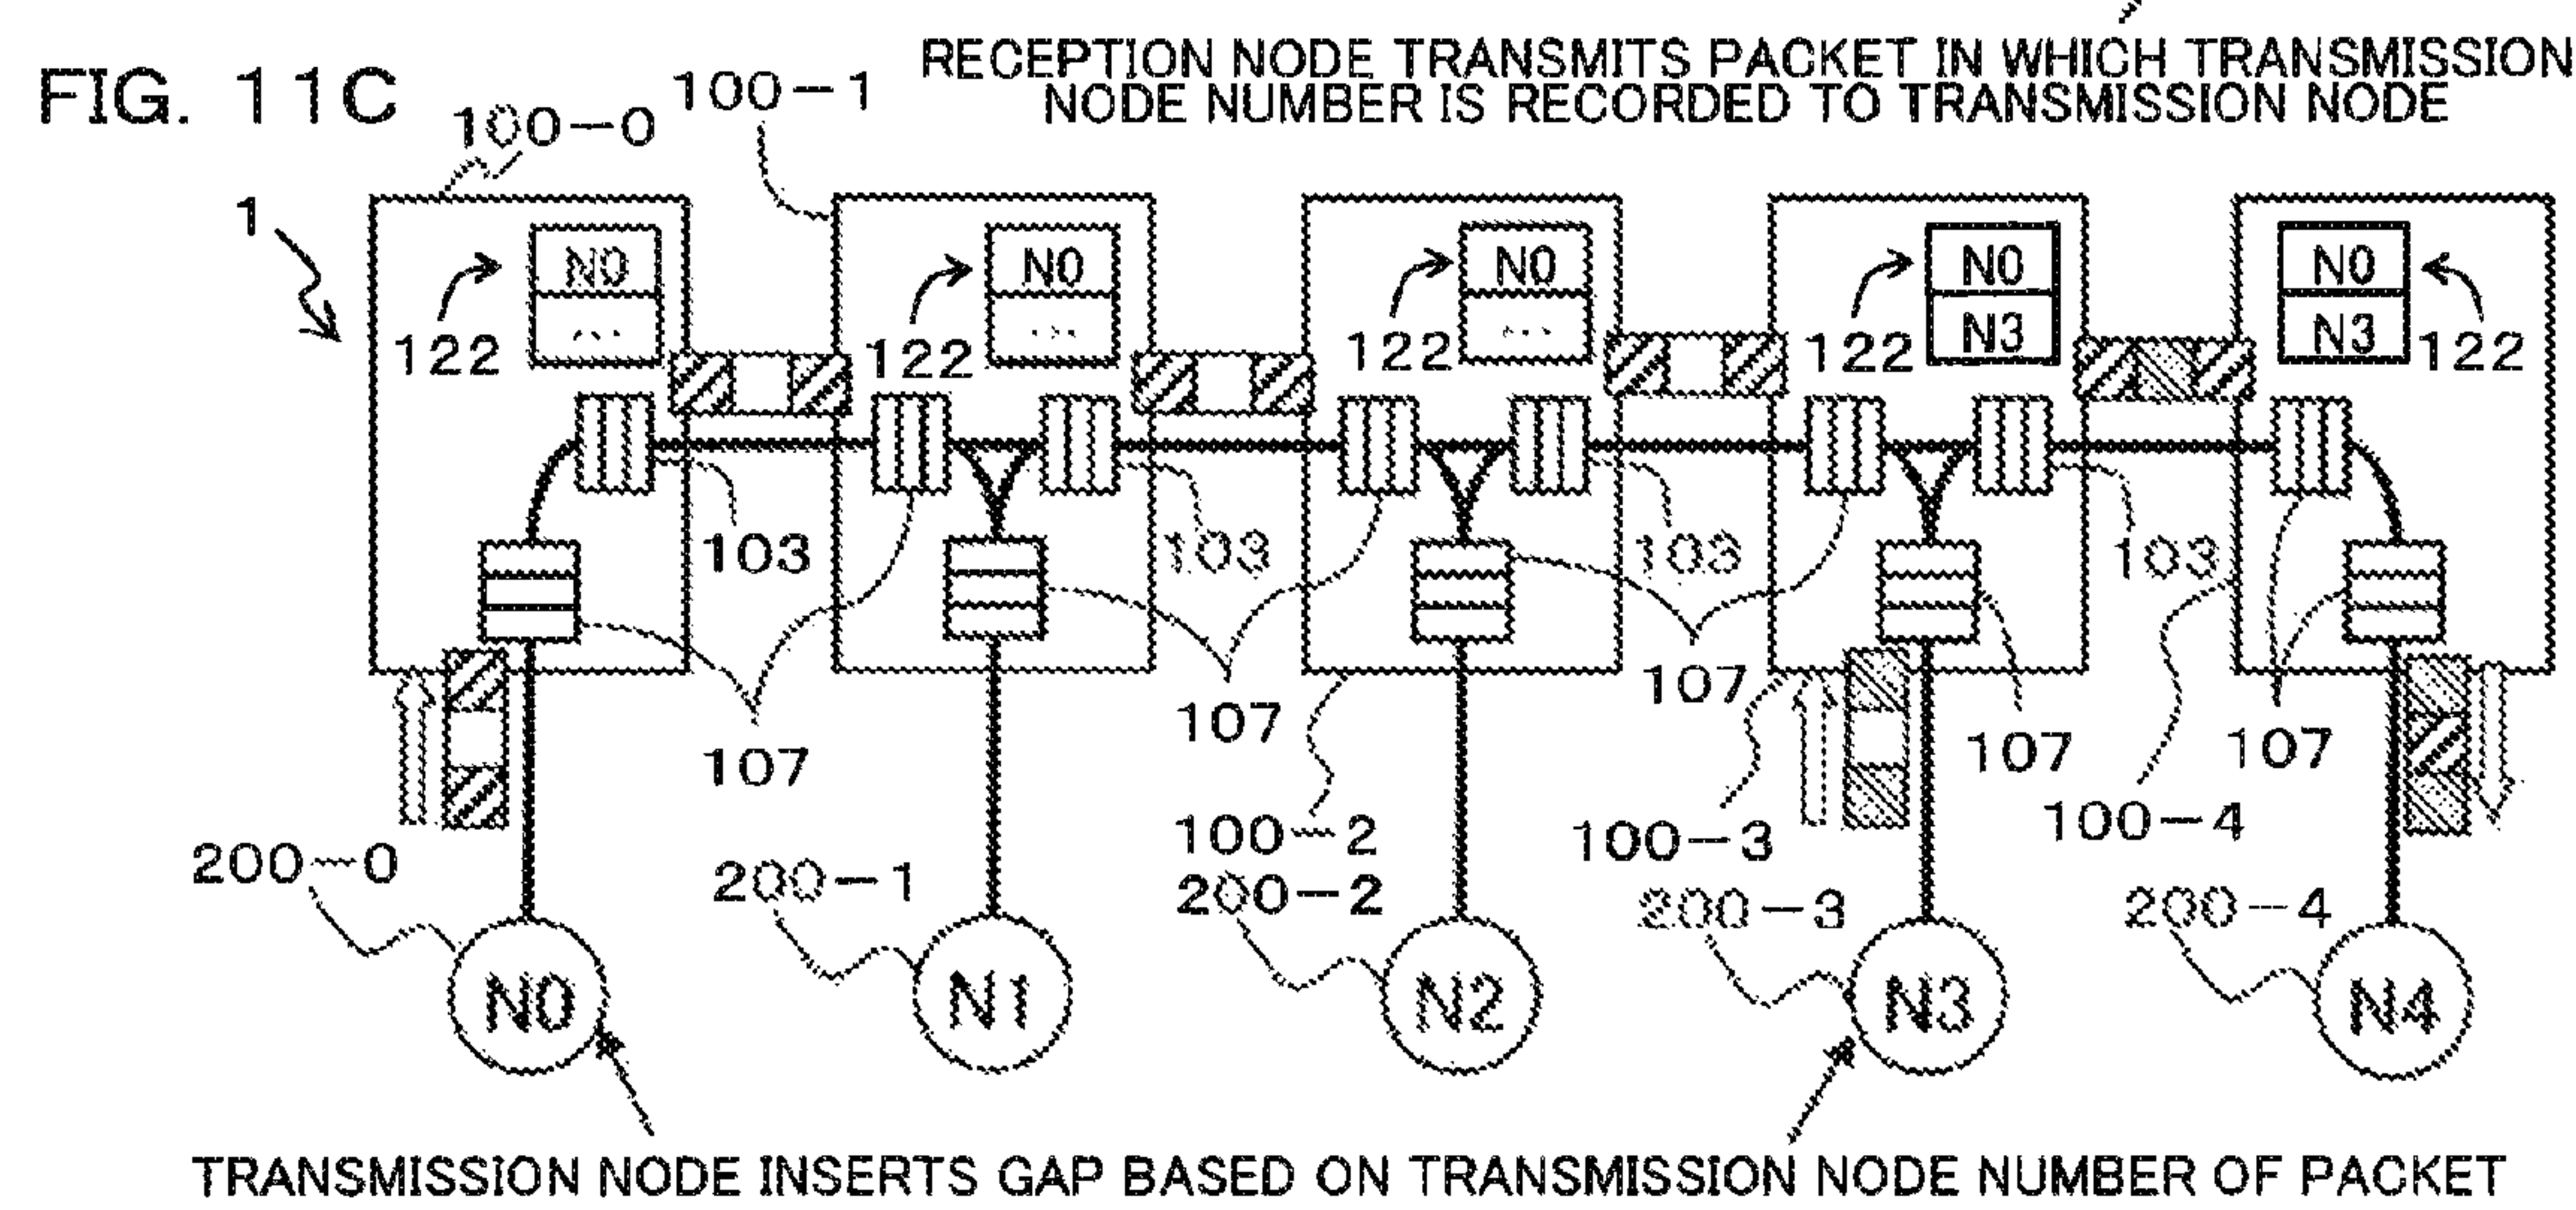 RECEPTION NODE TRANSMITS PACKET IN WHICH TRANSMISSION
NODE NUMBER IS RECORDED TO TRANSMISSION NODE
FIG. 11C
100-0
100-1
1
N0
...
122
N0
...
122
N0
...
122
N0
N3
122
N0
N3
122
103
103
103
103
107
107
107
107
107
100-2
100-3
100-4
200-0
200-1
200-2
200-3
200-4
N0
N1
N2
N3
N4
TRANSMISSION NODE INSERTS GAP BASED ON TRANSMISSION NODE NUMBER OF PACKET